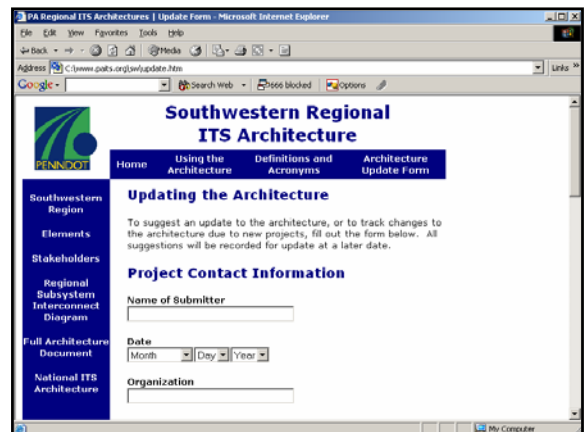 PA Regional ITS Architectures | Update Form - Microsoft Internet Explorer
File Edit View Favorites Tools Help
Back Search Media
Address C:\www.paits.org\sw\update.htm Links »
Google Search Web 3666 blocked Options
Southwestern Regional
ITS Architecture
PENNDOT
Home
Using the
Architecture
Definitions and
Acronyms
Architecture
Update Form
Southwestern
Region
Elements
Stakeholders
Regional
Subsystem
Interconnect
Diagram
Full Architecture
Document
National ITS
Architecture
Updating the Architecture
To suggest an update to the architecture, or to track changes to
the architecture due to new projects, fill out the form below. All
suggestions will be recorded for update at a later date.
Project Contact Information
Name of Submitter
Date
Month Day Year
Organization
My Computer